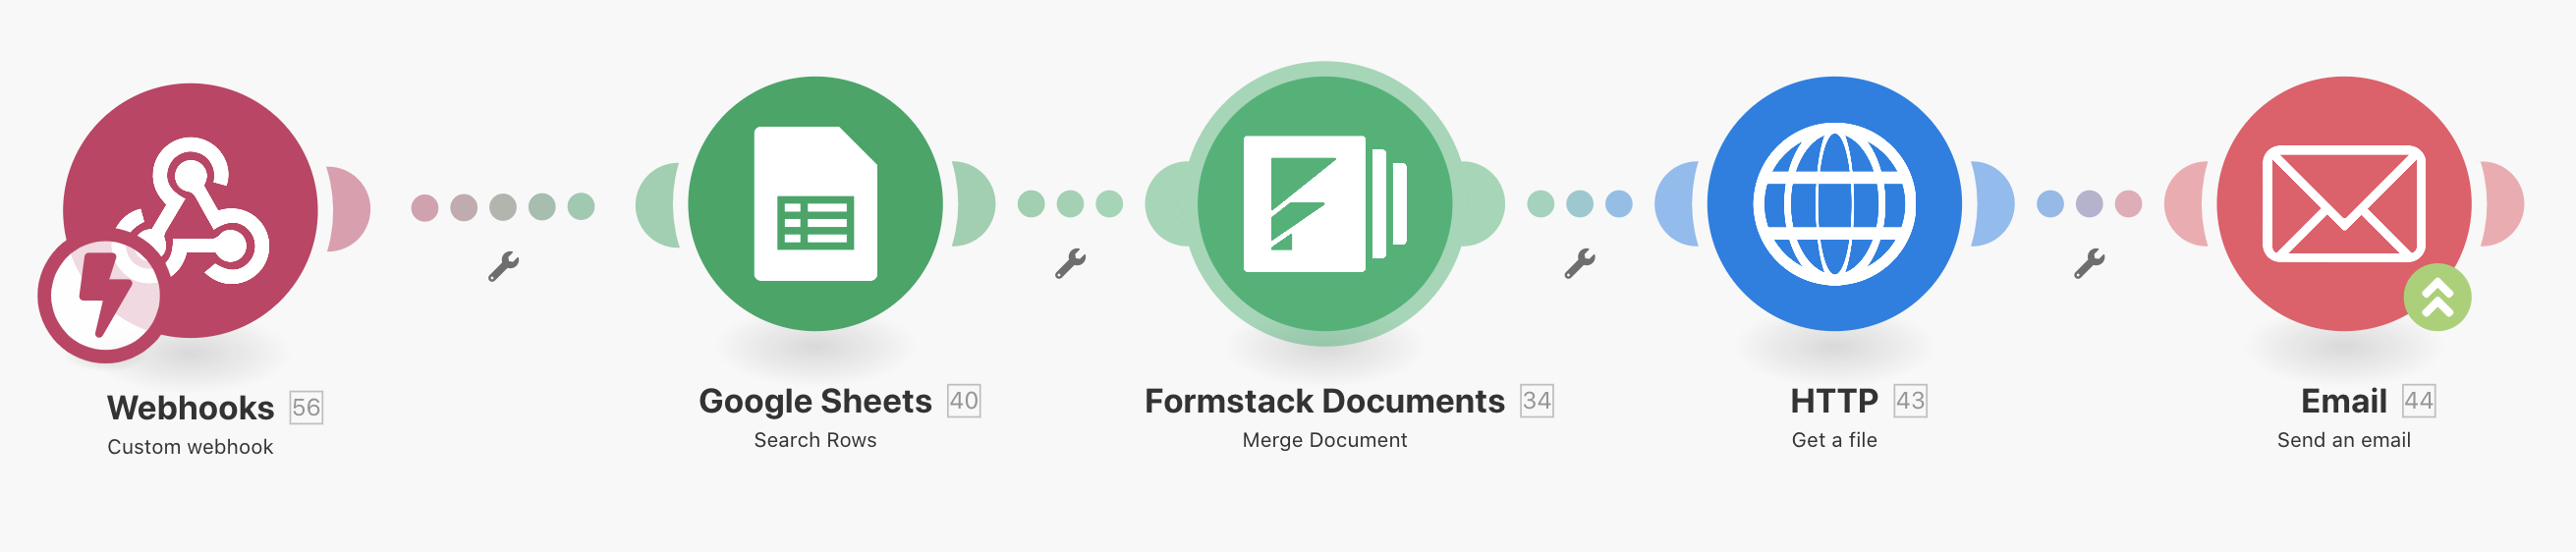 Webhooks 56
Custom webhook
Google Sheets 40
Search Rows
Formstack Documents 34
Merge Document
HTTP 43
Get a file
Email 44
Send an email